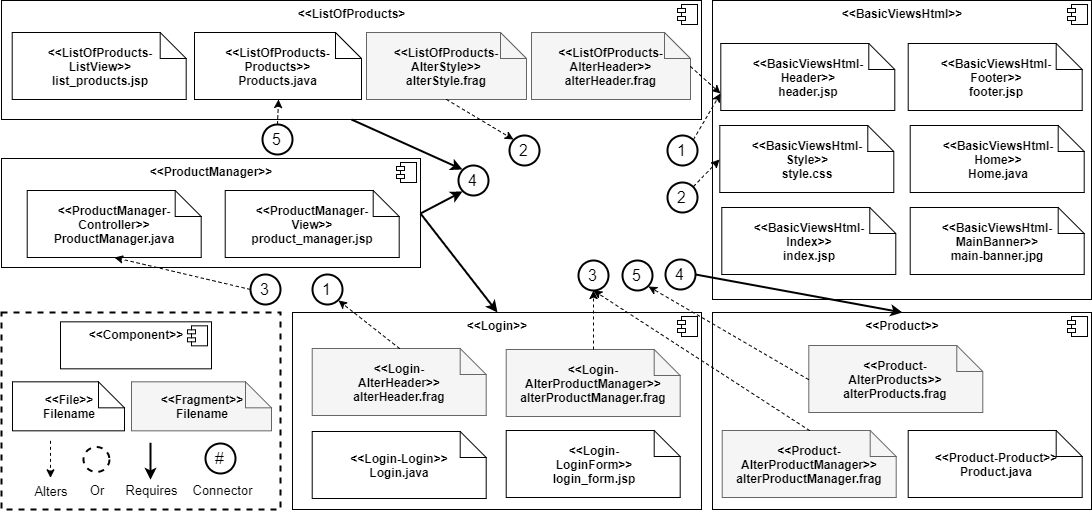 <<ListOfProducts>
<<ListOfProducts-
ListView>>
list_products.jsp
<<ListOfProducts-
Products>>
Products.java
<<ListOfProducts-
AlterStyle>>
alterStyle.frag
<<ListOfProducts-
AlterHeader>>
alterHeader.frag
5
2
4
1
2
<<BasicViewsHtml>>
<<BasicViewsHtml-
Header>>
header.jsp
<<BasicViewsHtml-
Footer>>
footer.jsp
<<BasicViewsHtml-
Style>>
style.css
<<BasicViewsHtml-
Home>>
Home.java
<<BasicViewsHtml-
Index>>
index.jsp
<<BasicViewsHtml-
MainBanner>>
main-banner.jpg
<<ProductManager>>
<<ProductManager-
Controller>>
ProductManager.java
<<ProductManager-
View>>
product_manager.jsp
3
1
3
5
4
<<Component>>
<<File>>
Filename
<<Fragment>>
Filename
#
Alters
Or
Requires
Connector
<<Login>>
<<Login-
AlterHeader>>
alterHeader.frag
<<Login-
AlterProductManager>>
alterProductManager.frag
<<Login-Login>>
Login.java
<<Login-
LoginForm>>
login_form.jsp
<<Product>>
<<Product-
AlterProducts>>
alterProducts.frag
<<Product-
AlterProductManager>>
alterProductManager.frag
<<Product-Product>>
Product.java